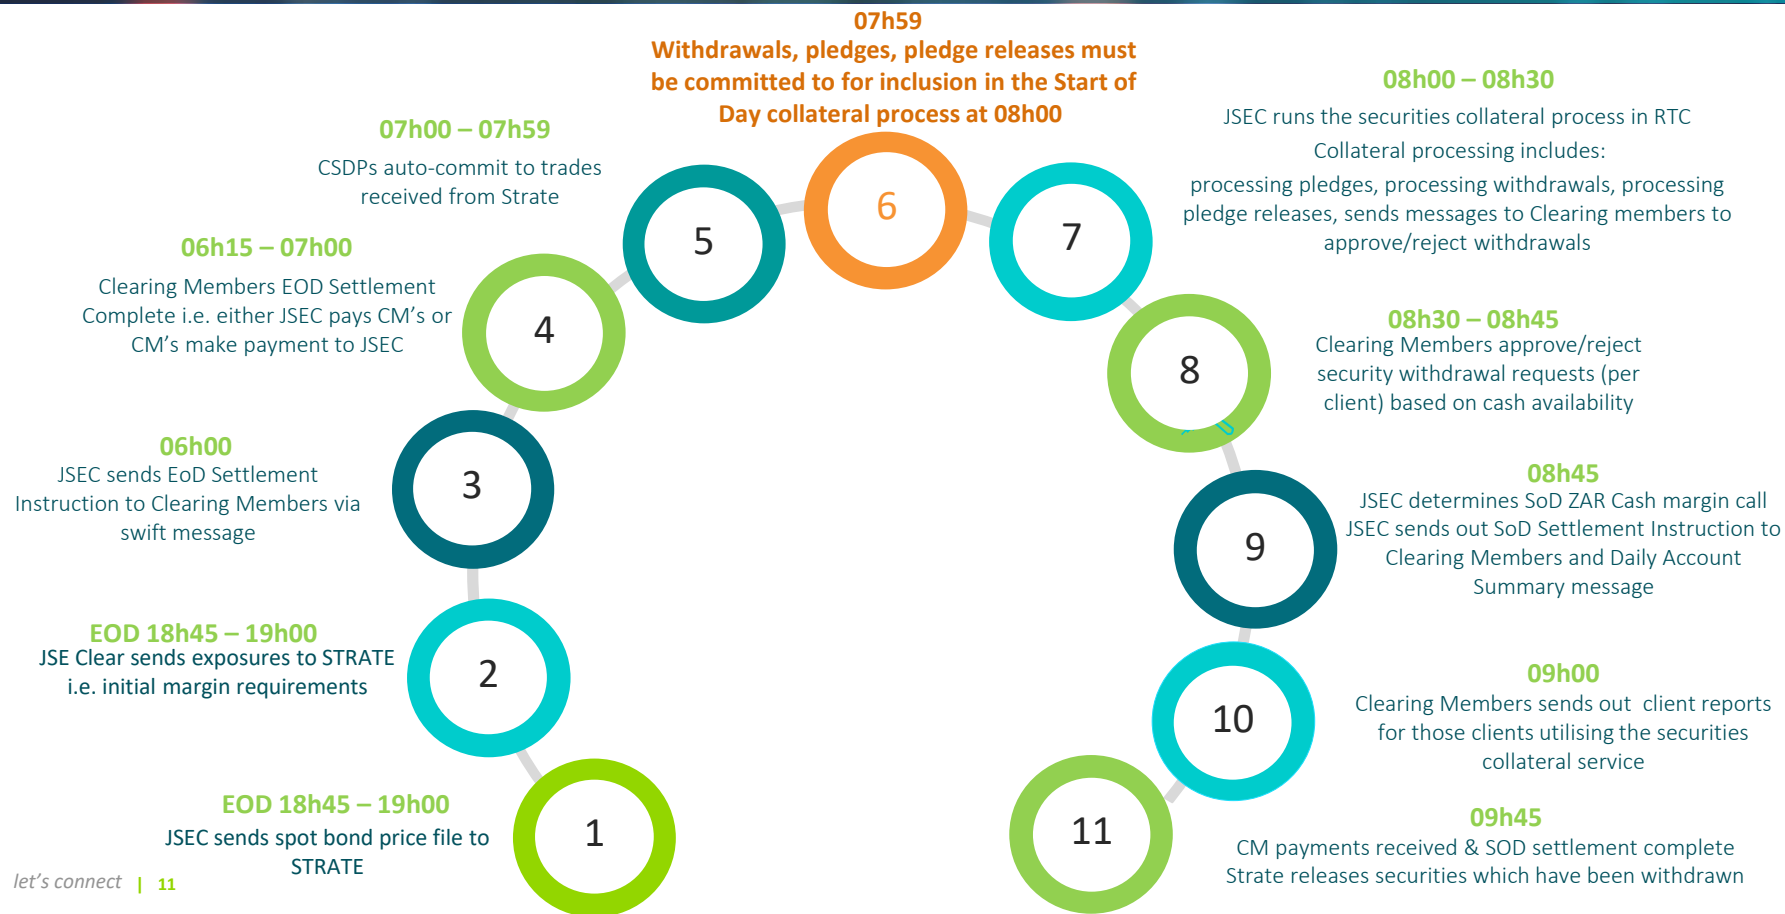 EOD 18h45 – 19h00
JSEC sends spot bond price file to
STRATE
1
EOD 18h45 – 19h00
JSE Clear sends exposures to STRATE
i.e. initial margin requirements
2
06h00
JSEC sends EoD Settlement
Instruction to Clearing Members via
swift message
3
06h15 – 07h00
Clearing Members EOD Settlement
Complete i.e. either JSEC pays CM’s or
CM’s make payment to JSEC
4
07h00 – 07h59
CSDPs auto-commit to trades
received from Strate
5
07h59
Withdrawals, pledges, pledge releases must
be committed to for inclusion in the Start of
Day collateral process at 08h00
6
08h00 – 08h30
JSEC runs the securities collateral process in RTC
Collateral processing includes:
processing pledges, processing withdrawals, processing
pledge releases, sends messages to Clearing members to
approve/reject withdrawals
7
08h30 – 08h45
Clearing Members approve/reject
security withdrawal requests (per
client) based on cash availability
8
08h45
JSEC determines SoD ZAR Cash margin call
JSEC sends out SoD Settlement Instruction to
Clearing Members and Daily Account
Summary message
9
09h00
Clearing Members sends out client reports
for those clients utilising the securities
collateral service
10
09h45
CM payments received & SOD settlement complete
Strate releases securities which have been withdrawn
11
let’s connect | 11